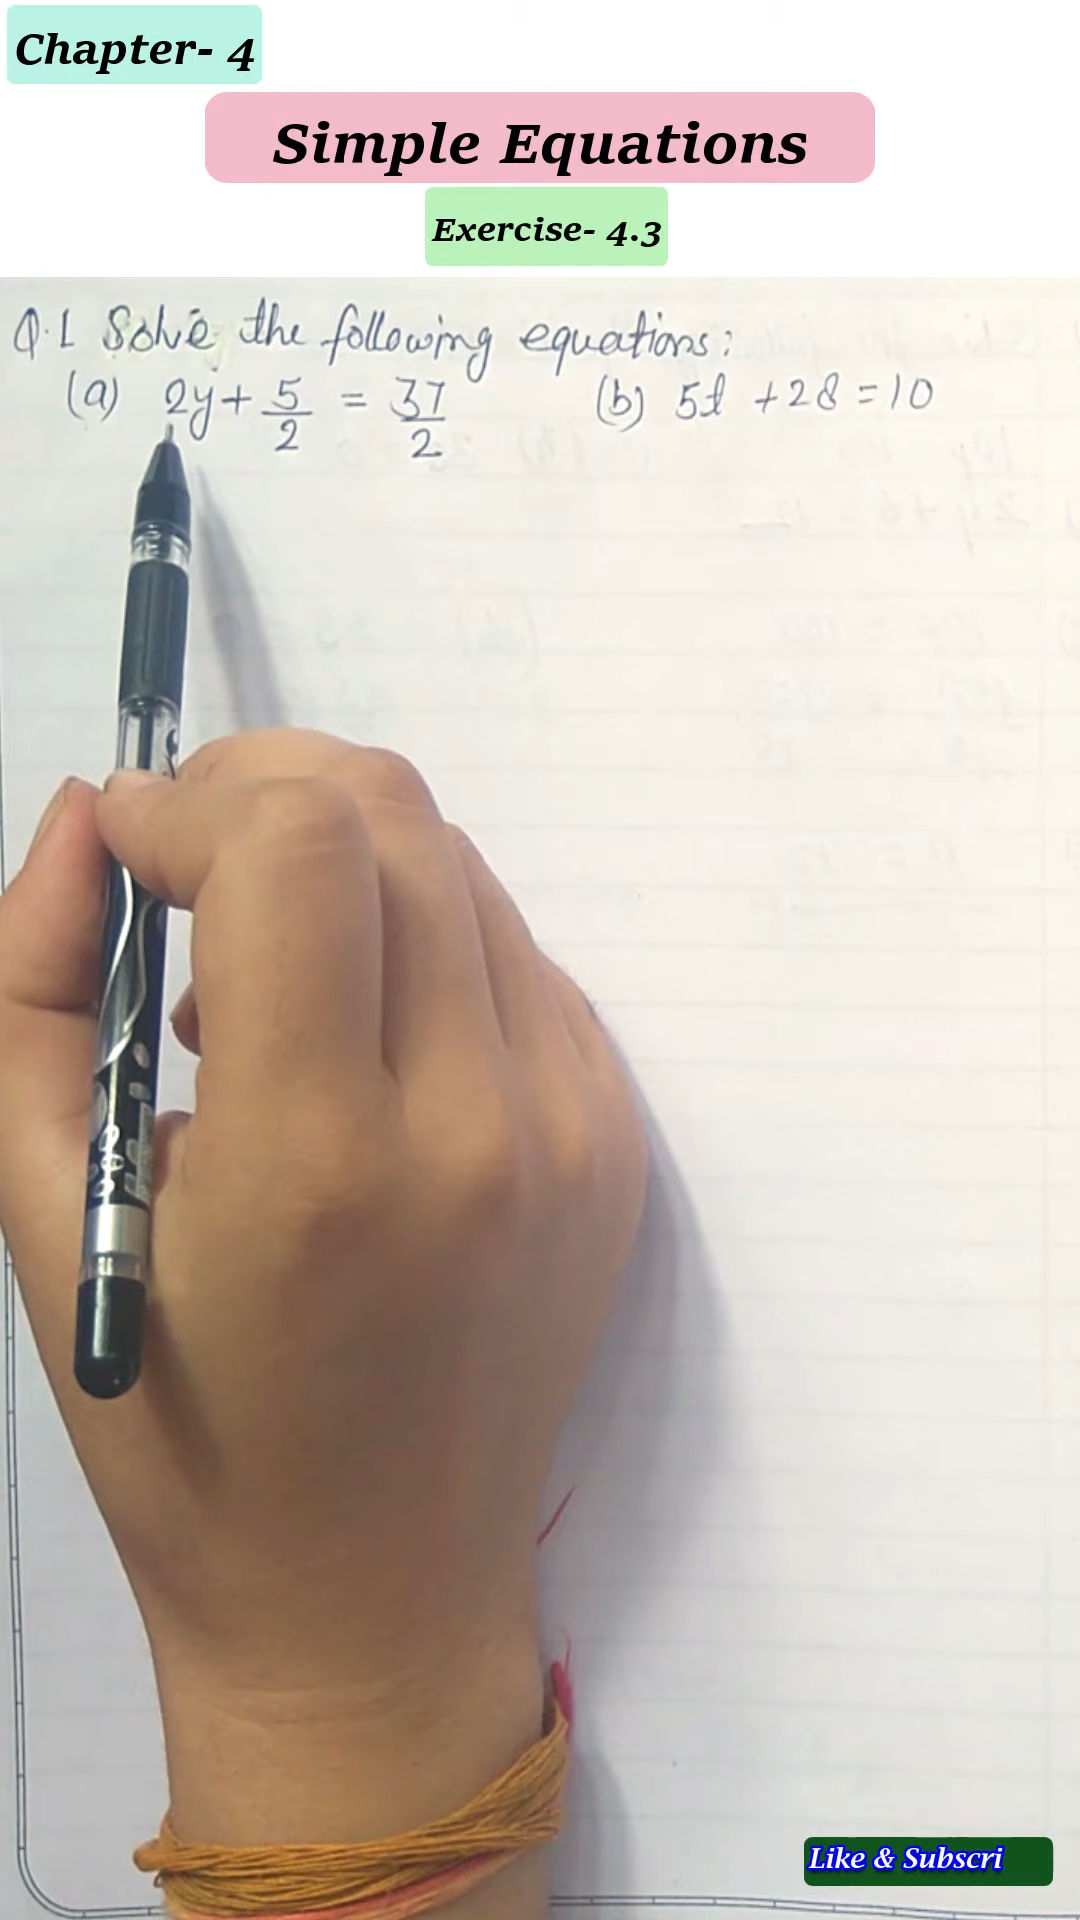 Chapter- 4
Simple Equations
Exercise- 4.3
Q.1 Solve the following equations:
(a) 2y + 5/2 = 37/2 (b) 5t + 28 = 10
Like & Subscri